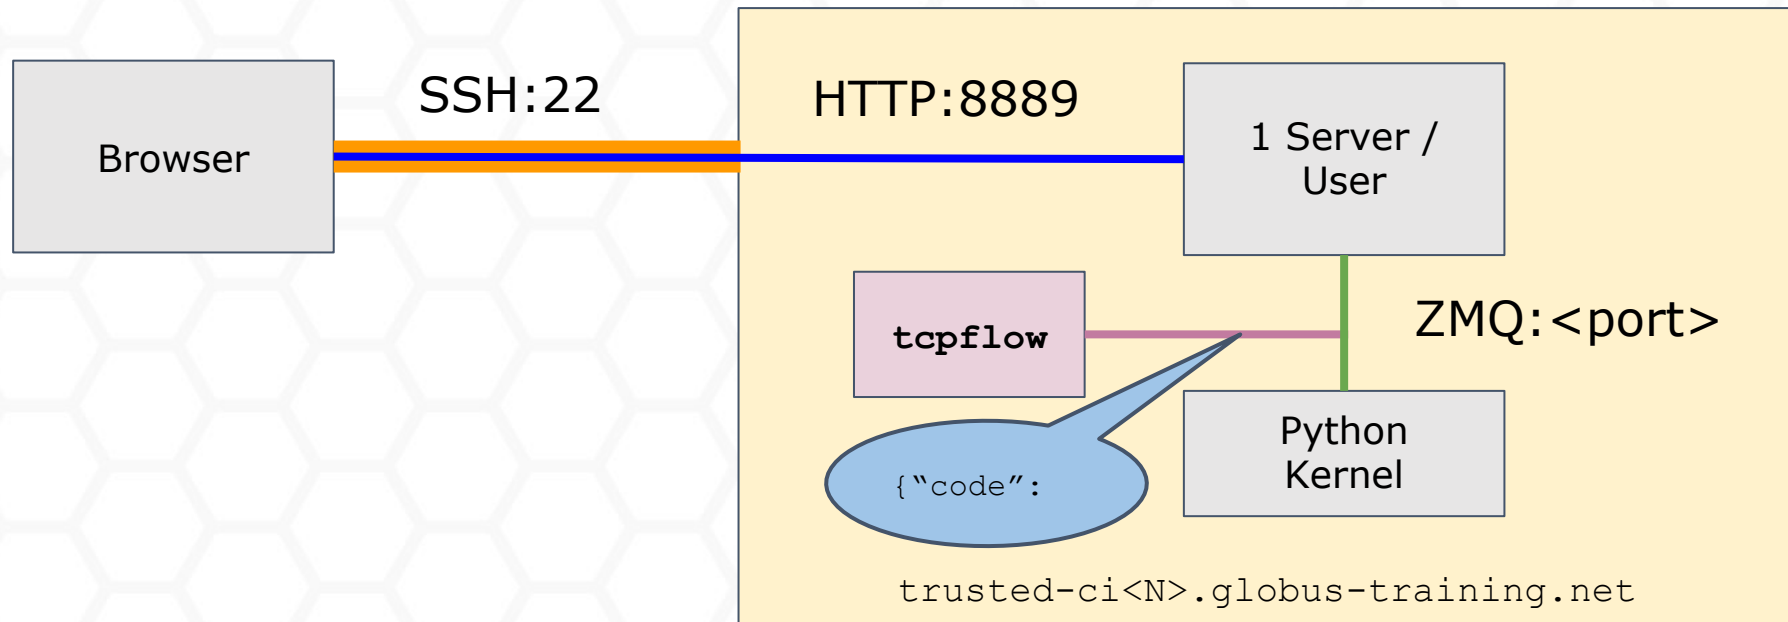 Browser
SSH:22
HTTP:8889
1 Server /
User
tcpflow
ZMQ:<port>
{“code”:
Python
Kernel
trusted-ci<N>.globus-training.net